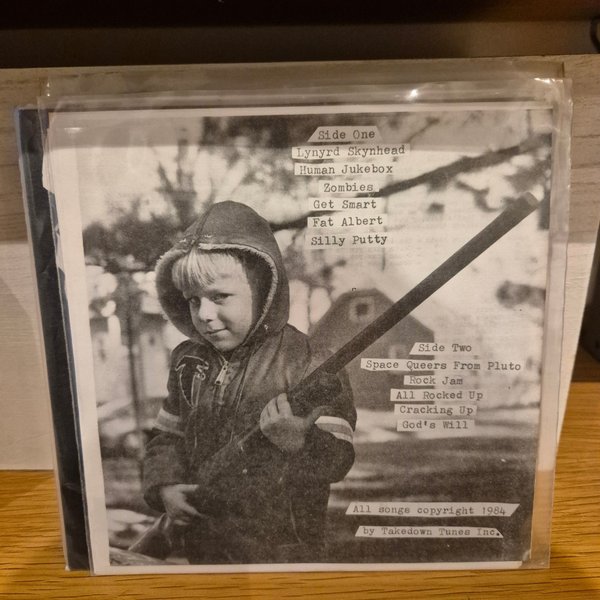 Side One
Lynyrd Skynhead
Human Jukebox
Zombies
Get Smart
Fat Albert
Silly Putty
Side Two
Space Queers From Pluto
Rock Jam
All Rocked Up
Cracking Up
God's Will
All songs copyright 1984
by Takedown Tunes Inc.